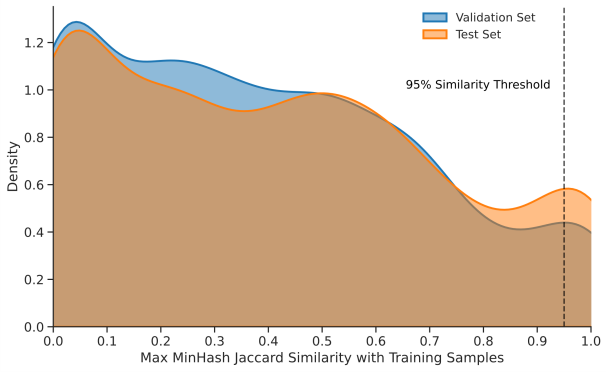 Validation Set
Test Set
95% Similarity Threshold
Density
1.2
1.0
0.8
0.6
0.4
0.2
0.0
0.0 0.1 0.2 0.3 0.4 0.5 0.6 0.7 0.8 0.9 1.0
Max MinHash Jaccard Similarity with Training Samples